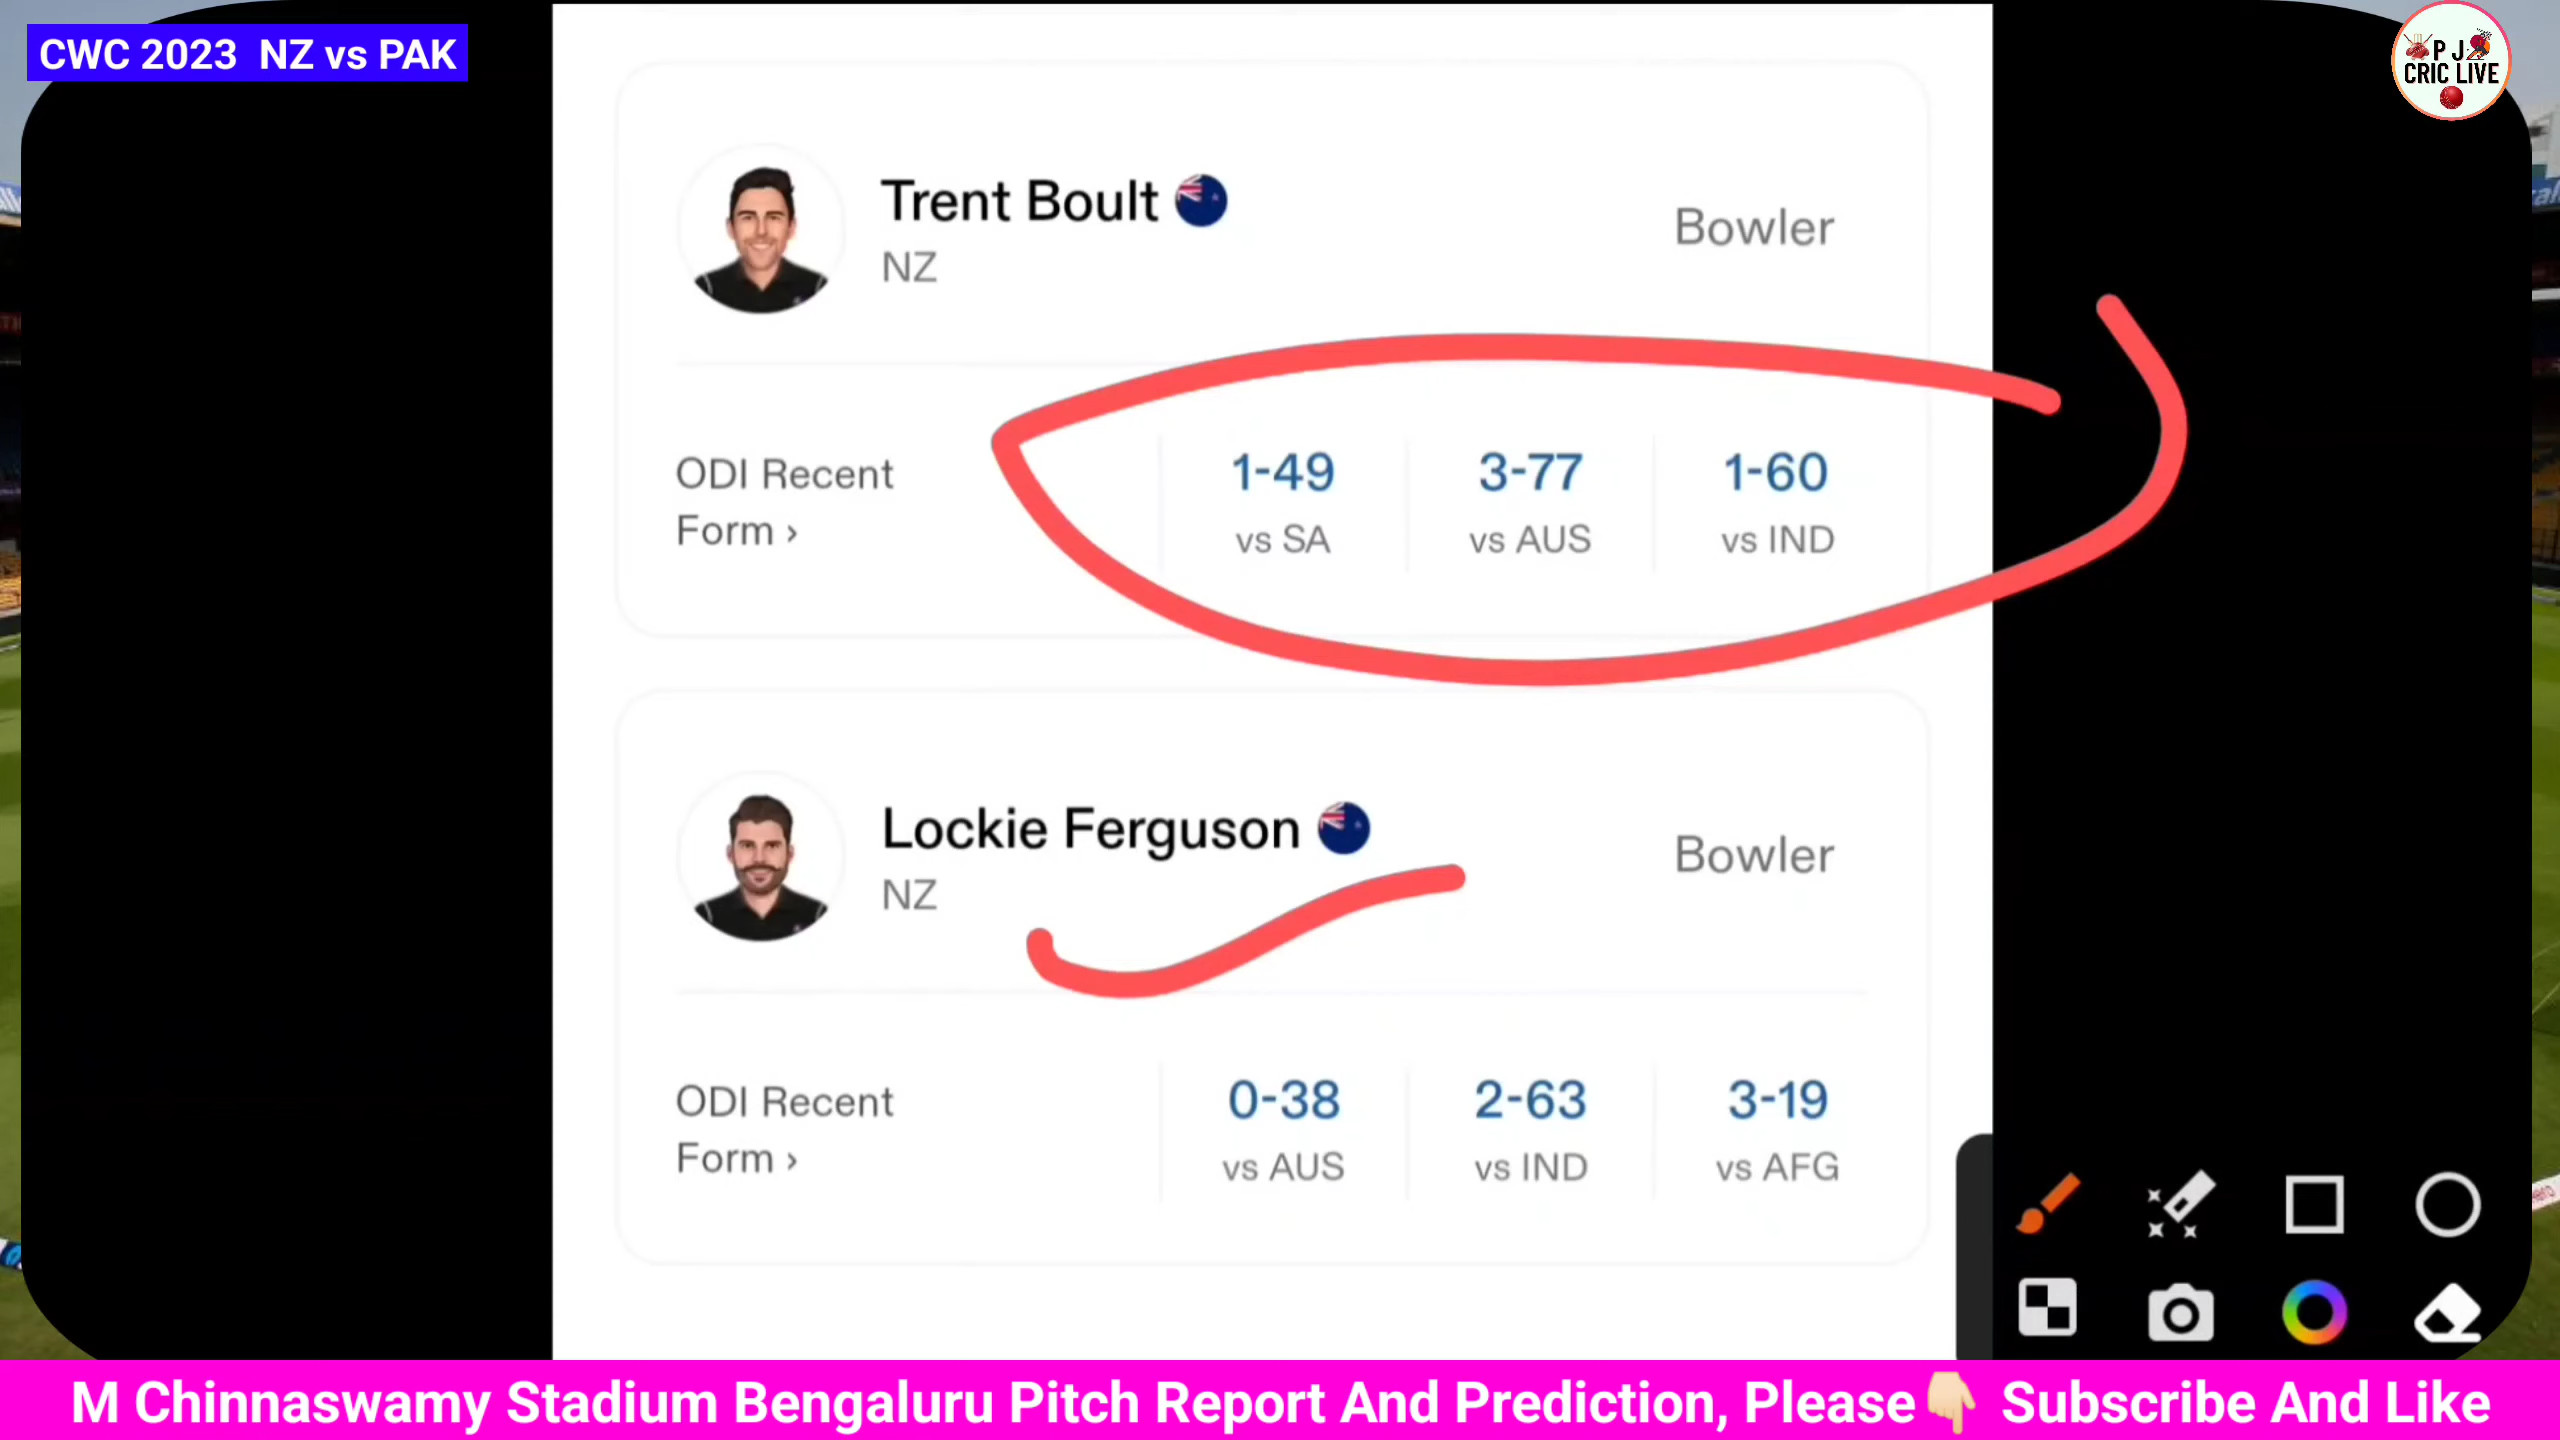 CWC 2023 NZ vs PAK
P J
CRIC LIVE
Trent Boult
NZ
Bowler
ODI Recent
Form ›
1-49
vs SA
3-77
vs AUS
1-60
vs IND
Lockie Ferguson
NZ
Bowler
ODI Recent
Form ›
0-38
vs AUS
2-63
vs IND
3-19
vs AFG
M Chinnaswamy Stadium Bengaluru Pitch Report And Prediction, Please👇🏻 Subscribe And Like